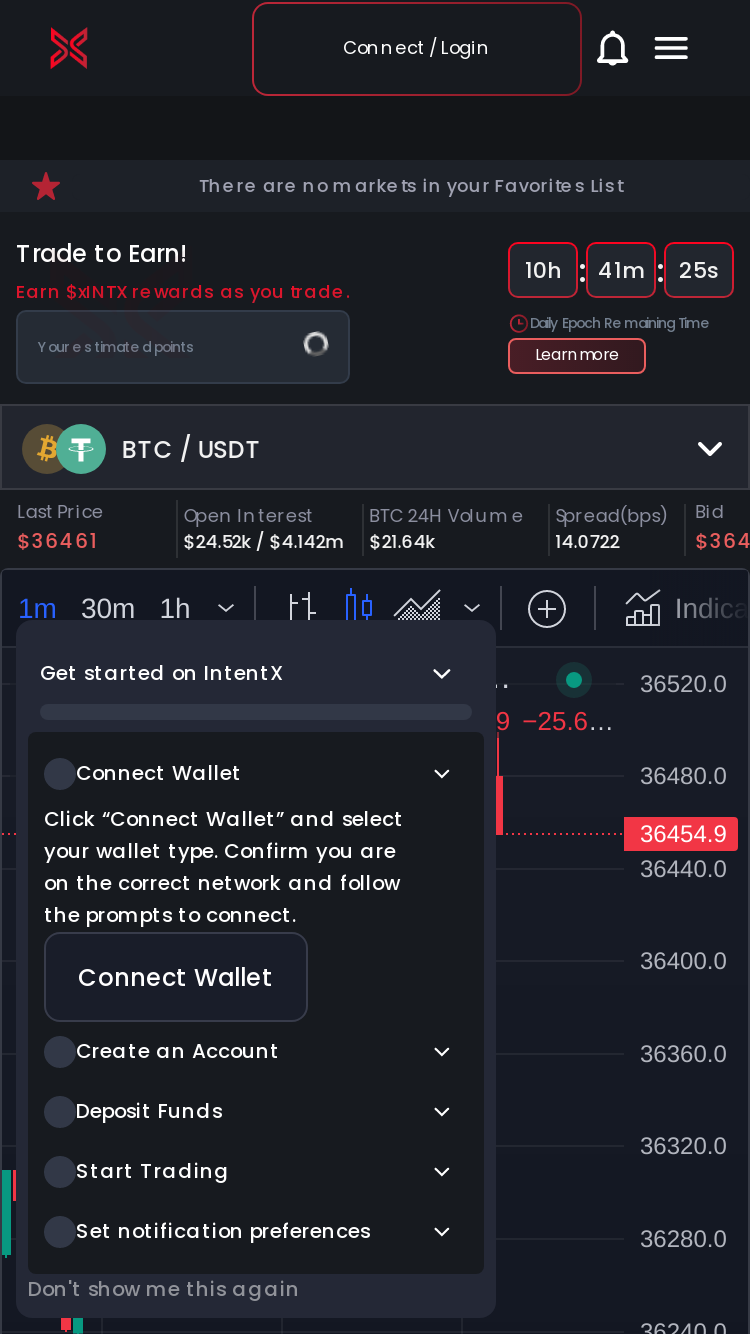 Connect / Login
There are no markets in your Favorites List
Trade to Earn!
Earn $xINTX rewards as you trade.
Your estimated points
10h : 41m : 25s
Daily Epoch Remaining Time
Learn more
BTC / USDT
Last Price
$36461
Open Interest
$24.52k / $4.142m
BTC 24H Volume
$21.64k
Spread(bps)
14.0722
Bid
$364
1m 30m 1h
Indica
Get started on IntentX
Connect Wallet
Click “Connect Wallet” and select
your wallet type. Confirm you are
on the correct network and follow
the prompts to connect.
Connect Wallet
Create an Account
Deposit Funds
Start Trading
Set notification preferences
Don't show me this again
9 −25.6…
36520.0
36480.0
36454.9
36440.0
36400.0
36360.0
36320.0
36280.0
36240.0